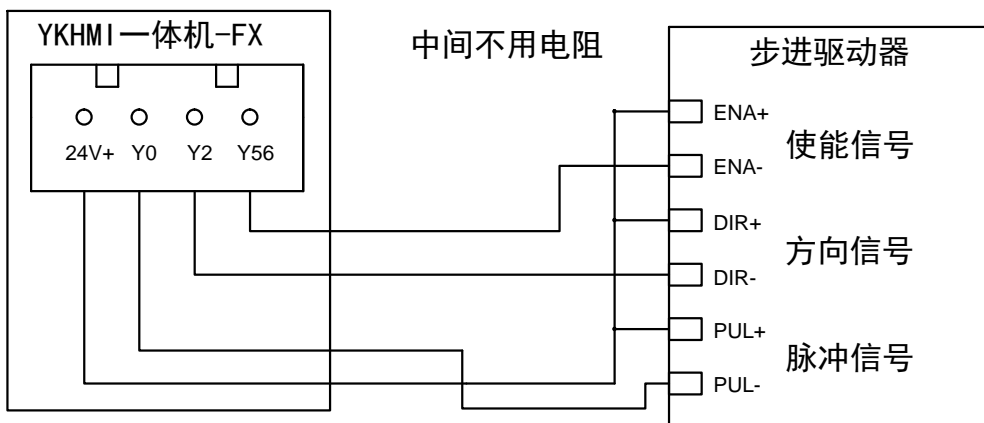 YKHMI一体机-FX
24V+ Y0 Y2 Y56
中间不用电阻
步进驱动器
ENA+
使能信号
ENA-
DIR+
方向信号
DIR-
PUL+
脉冲信号
PUL-